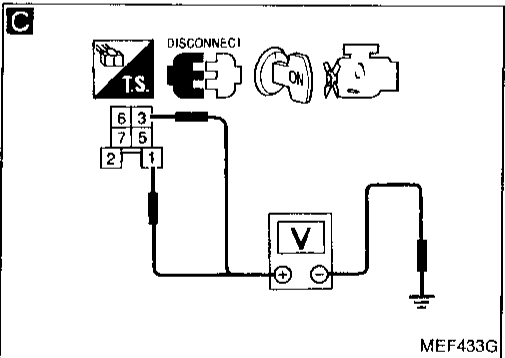 C
DISCONNECT
T.S.
ON
6 3
7 5
2 1
V
+ −
MEF433G